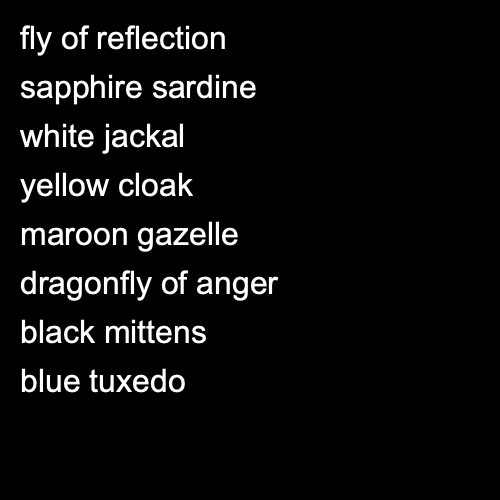 fly of reflection
sapphire sardine
white jackal
yellow cloak
maroon gazelle
dragonfly of anger
black mittens
blue tuxedo